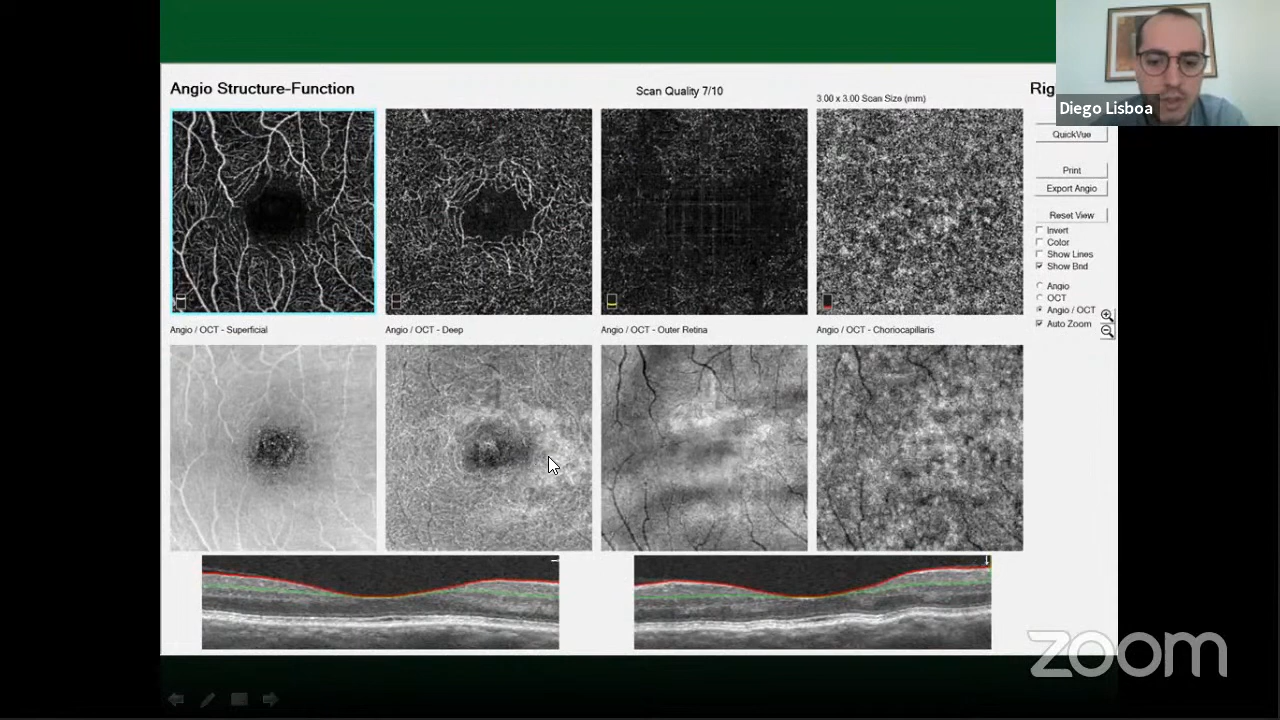 Angio Structure-Function
Scan Quality 7/10
3.00 x 3.00 Scan Size (mm)
Rig
Diego Lisboa
QuickVue
Print
Export Angio
Reset View
Invert
Color
Show Lines
Show Bnd
Angio
OCT
Angio / OCT
Auto Zoom
Angio / OCT - Superficial
Angio / OCT - Deep
Angio / OCT - Outer Retina
Angio / OCT - Choriocapillaris
zoom